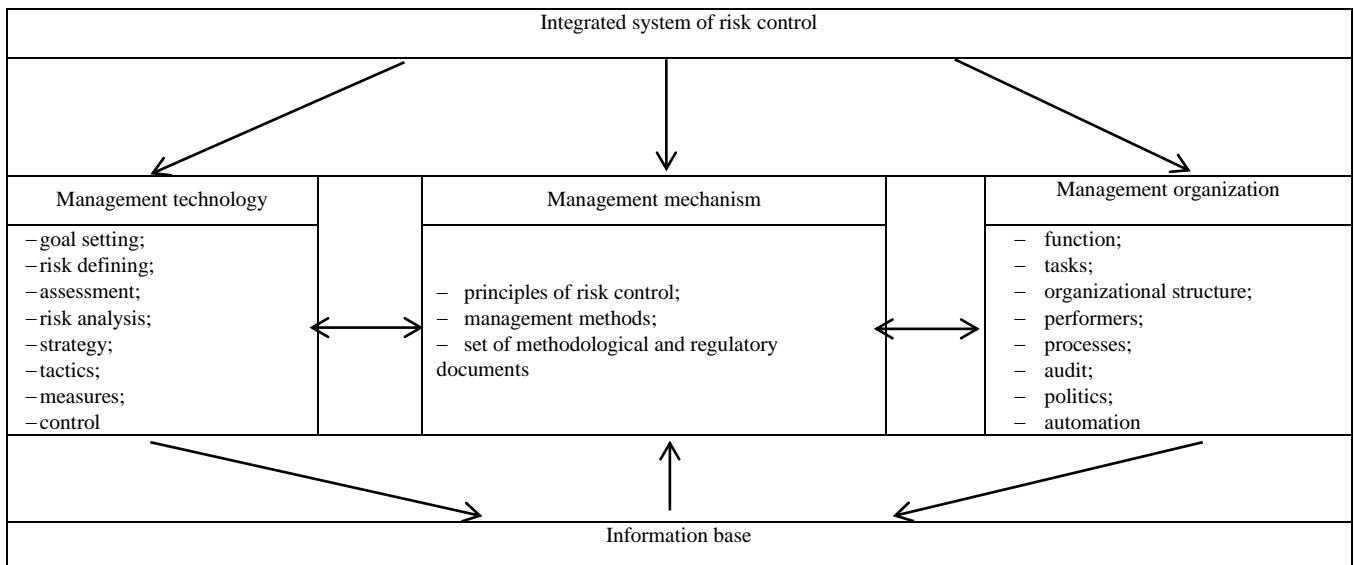 Integrated system of risk control
Management technology
Management mechanism
Management organization
–goal setting;
–risk defining;
–assessment;
–risk analysis;
–strategy;
–tactics;
–measures;
–control
– principles of risk control;
– management methods;
– set of methodological and regulatory
documents
– function;
– tasks;
– organizational structure;
– performers;
– processes;
– audit;
– politics;
– automation
Information base